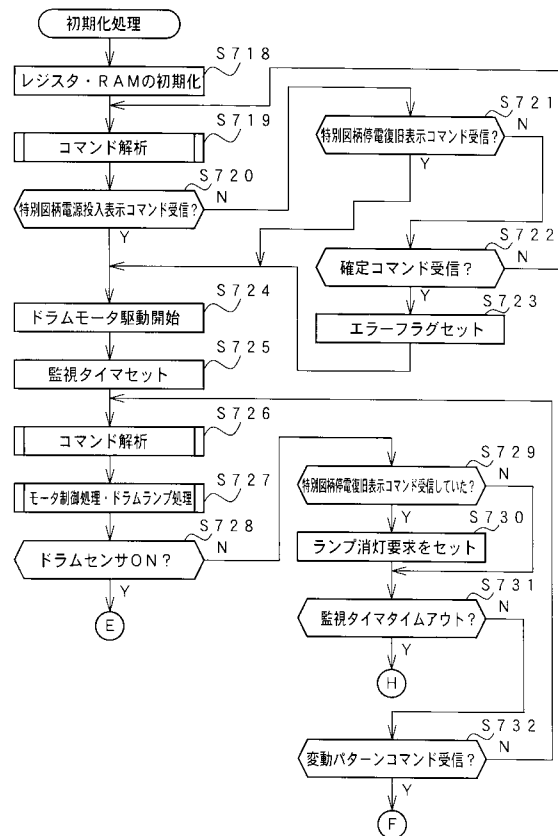 初期化処理
S718
レジスタ・RAMの初期化
S719
コマンド解析
S720
特別図柄電源投入表示コマンド受信?
N
Y
S721
特別図柄停電復旧表示コマンド受信?
N
Y
S722
確定コマンド受信?
N
Y
S723
エラーフラグセット
S724
ドラムモータ駆動開始
S725
監視タイマセット
S726
コマンド解析
S727
モータ制御処理・ドラムランプ処理
S728
ドラムセンサON?
N
Y
E
S729
特別図柄停電復旧表示コマンド受信していた?
N
Y
S730
ランプ消灯要求をセット
S731
監視タイマタイムアウト?
N
Y
H
S732
変動パターンコマンド受信?
N
Y
F